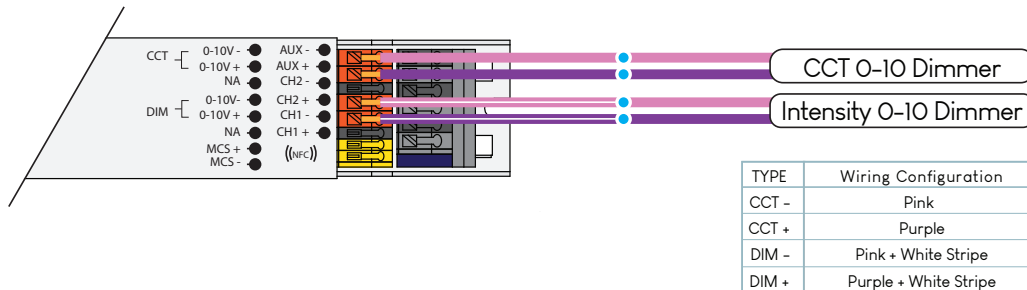 CCT
0-10V -
0-10V +
NA
DIM
0-10V-
0-10V +
NA
MCS +
MCS -
AUX -
AUX +
CH2 -
CH2 +
CH1 -
CH1 +
((NFC))
CCT 0-10 Dimmer
Intensity 0-10 Dimmer
TYPE Wiring Configuration
CCT - Pink
CCT + Purple
DIM - Pink + White Stripe
DIM + Purple + White Stripe